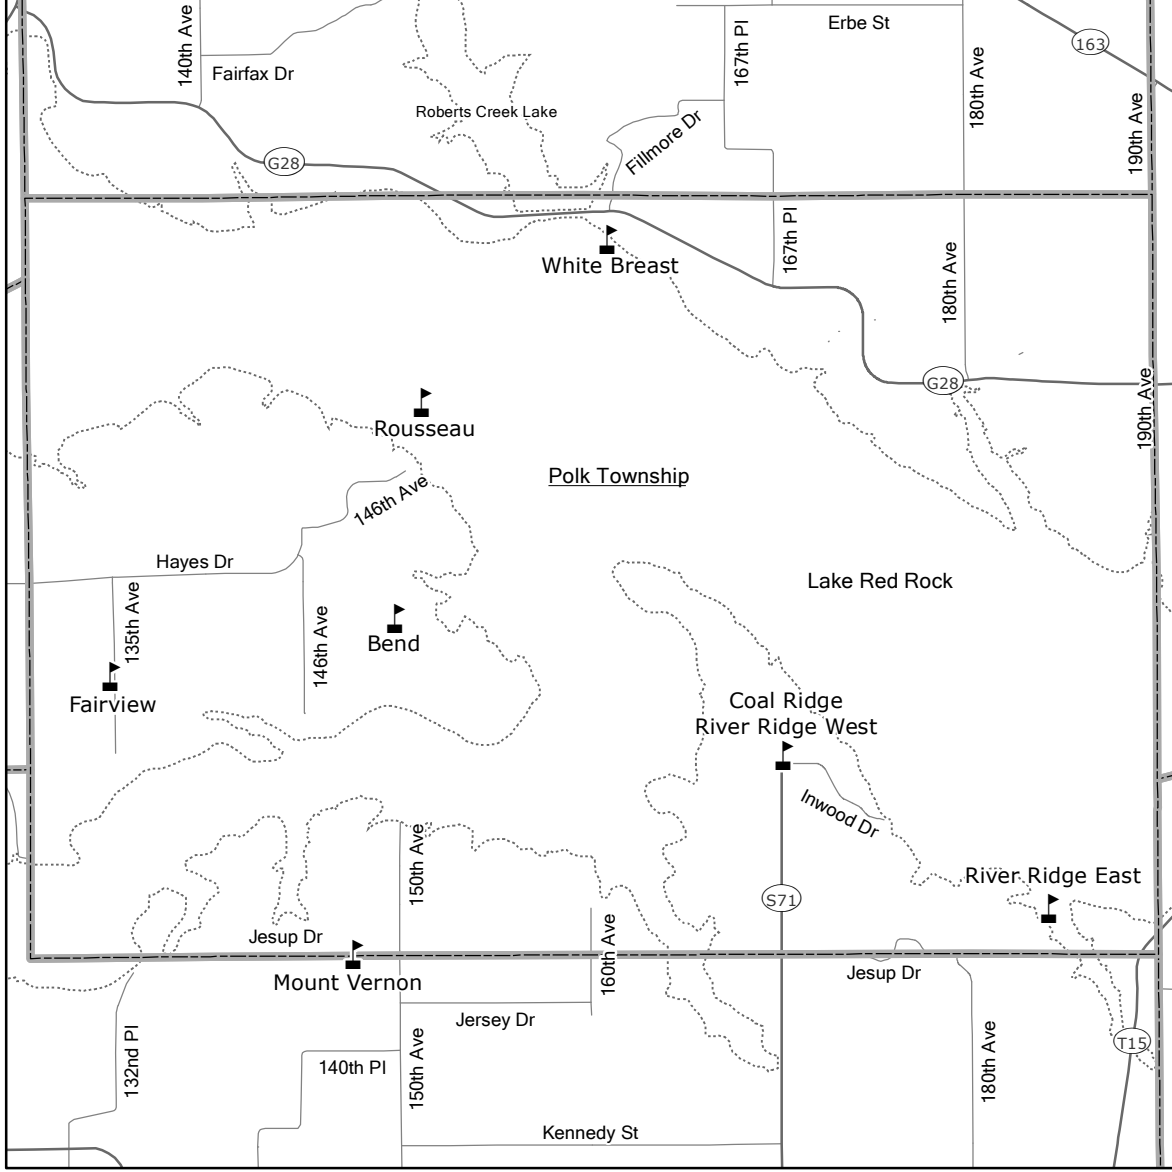 140th Ave
Erbe St
167th Pl
163
180th Ave
Fairfax Dr
190th Ave
Roberts Creek Lake
Fillmore Dr
G28
167th Pl
White Breast
180th Ave
G28
190th Ave
Rousseau
Polk Township
146th Ave
Hayes Dr
Lake Red Rock
135th Ave
146th Ave
Bend
Fairview
Coal Ridge
River Ridge West
Inwood Dr
150th Ave
River Ridge East
S71
Jesup Dr
160th Ave
Mount Vernon
Jesup Dr
Jersey Dr
132nd Pl
140th Pl
150th Ave
180th Ave
T15
Kennedy St